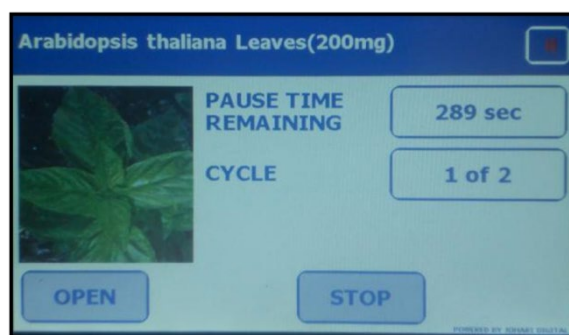 Arabidopsis thaliana Leaves(200mg)
PAUSE TIME
REMAINING
289 sec
CYCLE
1 of 2
OPEN
STOP